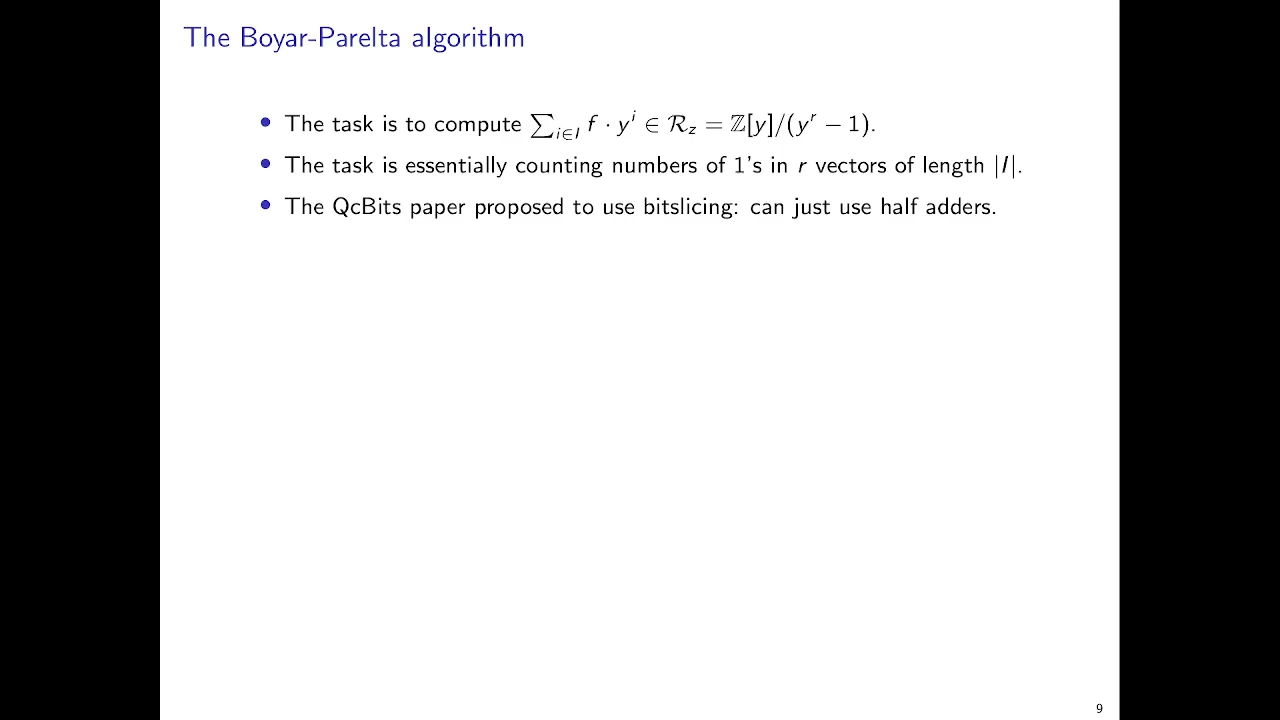 The Boyar-Parelta algorithm
• The task is to compute ∑_{i∈I} f · y^i ∈ ℛ_z = ℤ[y]/(y^r − 1).
• The task is essentially counting numbers of 1's in r vectors of length |I|.
• The QcBits paper proposed to use bitslicing: can just use half adders.
9